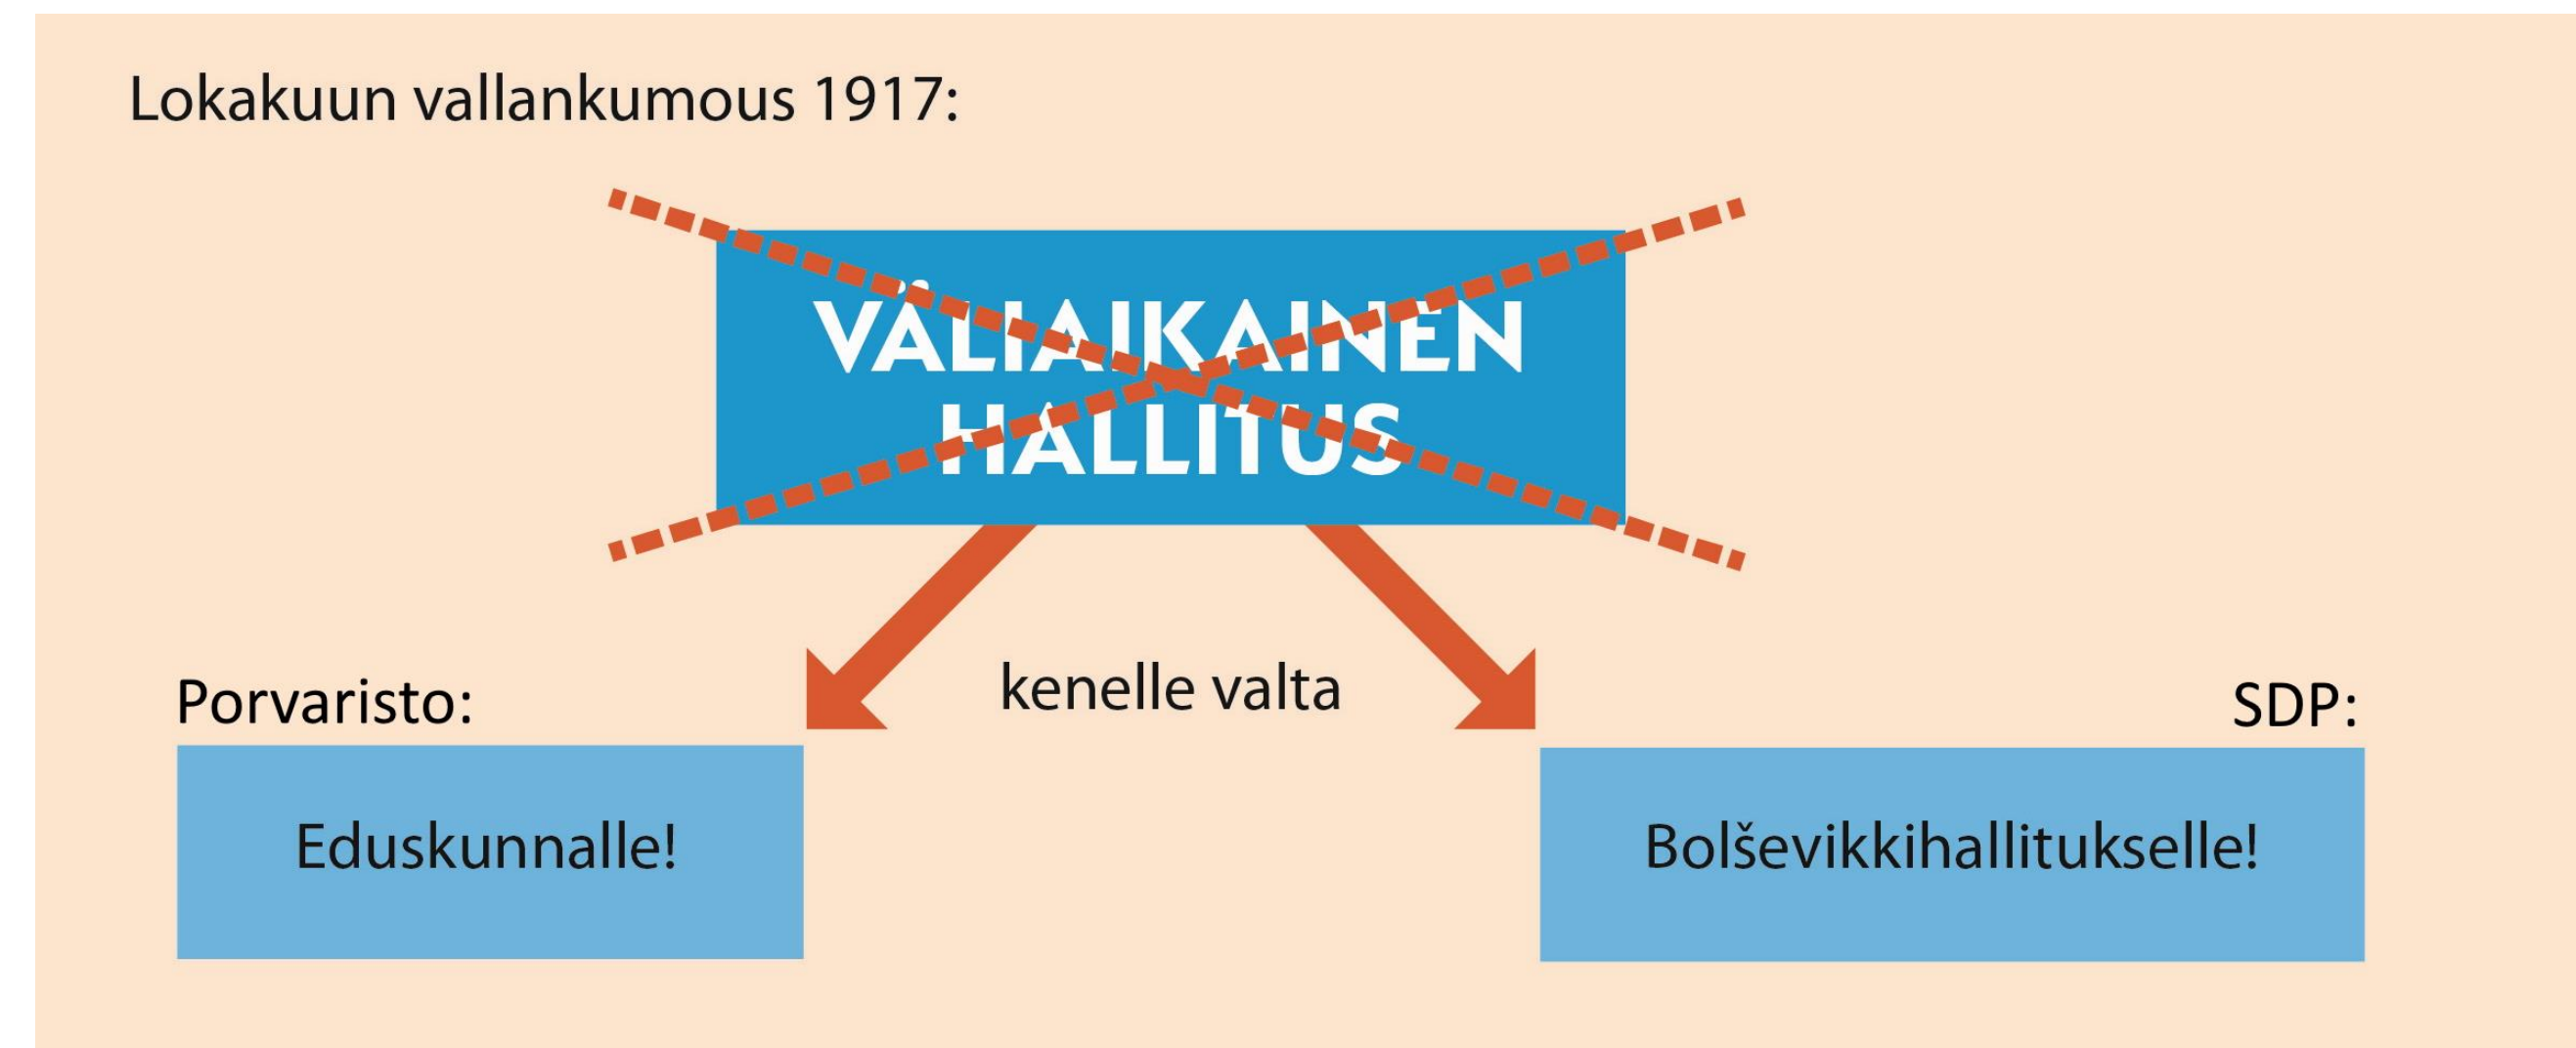 Lokakuun vallankumous 1917:
VÄLIAIKAINEN
HALLITUS
kenelle valta
Porvaristo:
SDP:
Eduskunnalle!
Bolševikkihallitukselle!